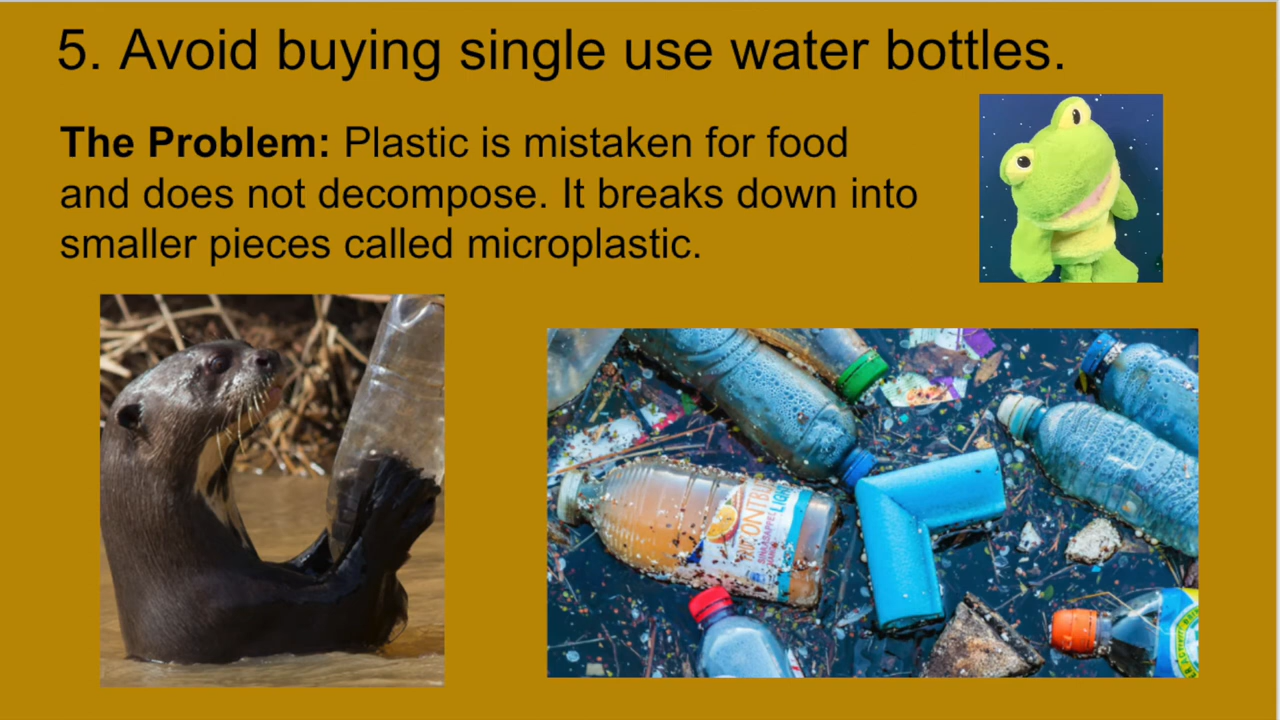 5. Avoid buying single use water bottles.
The Problem: Plastic is mistaken for food
and does not decompose. It breaks down into
smaller pieces called microplastic.
LIGHT